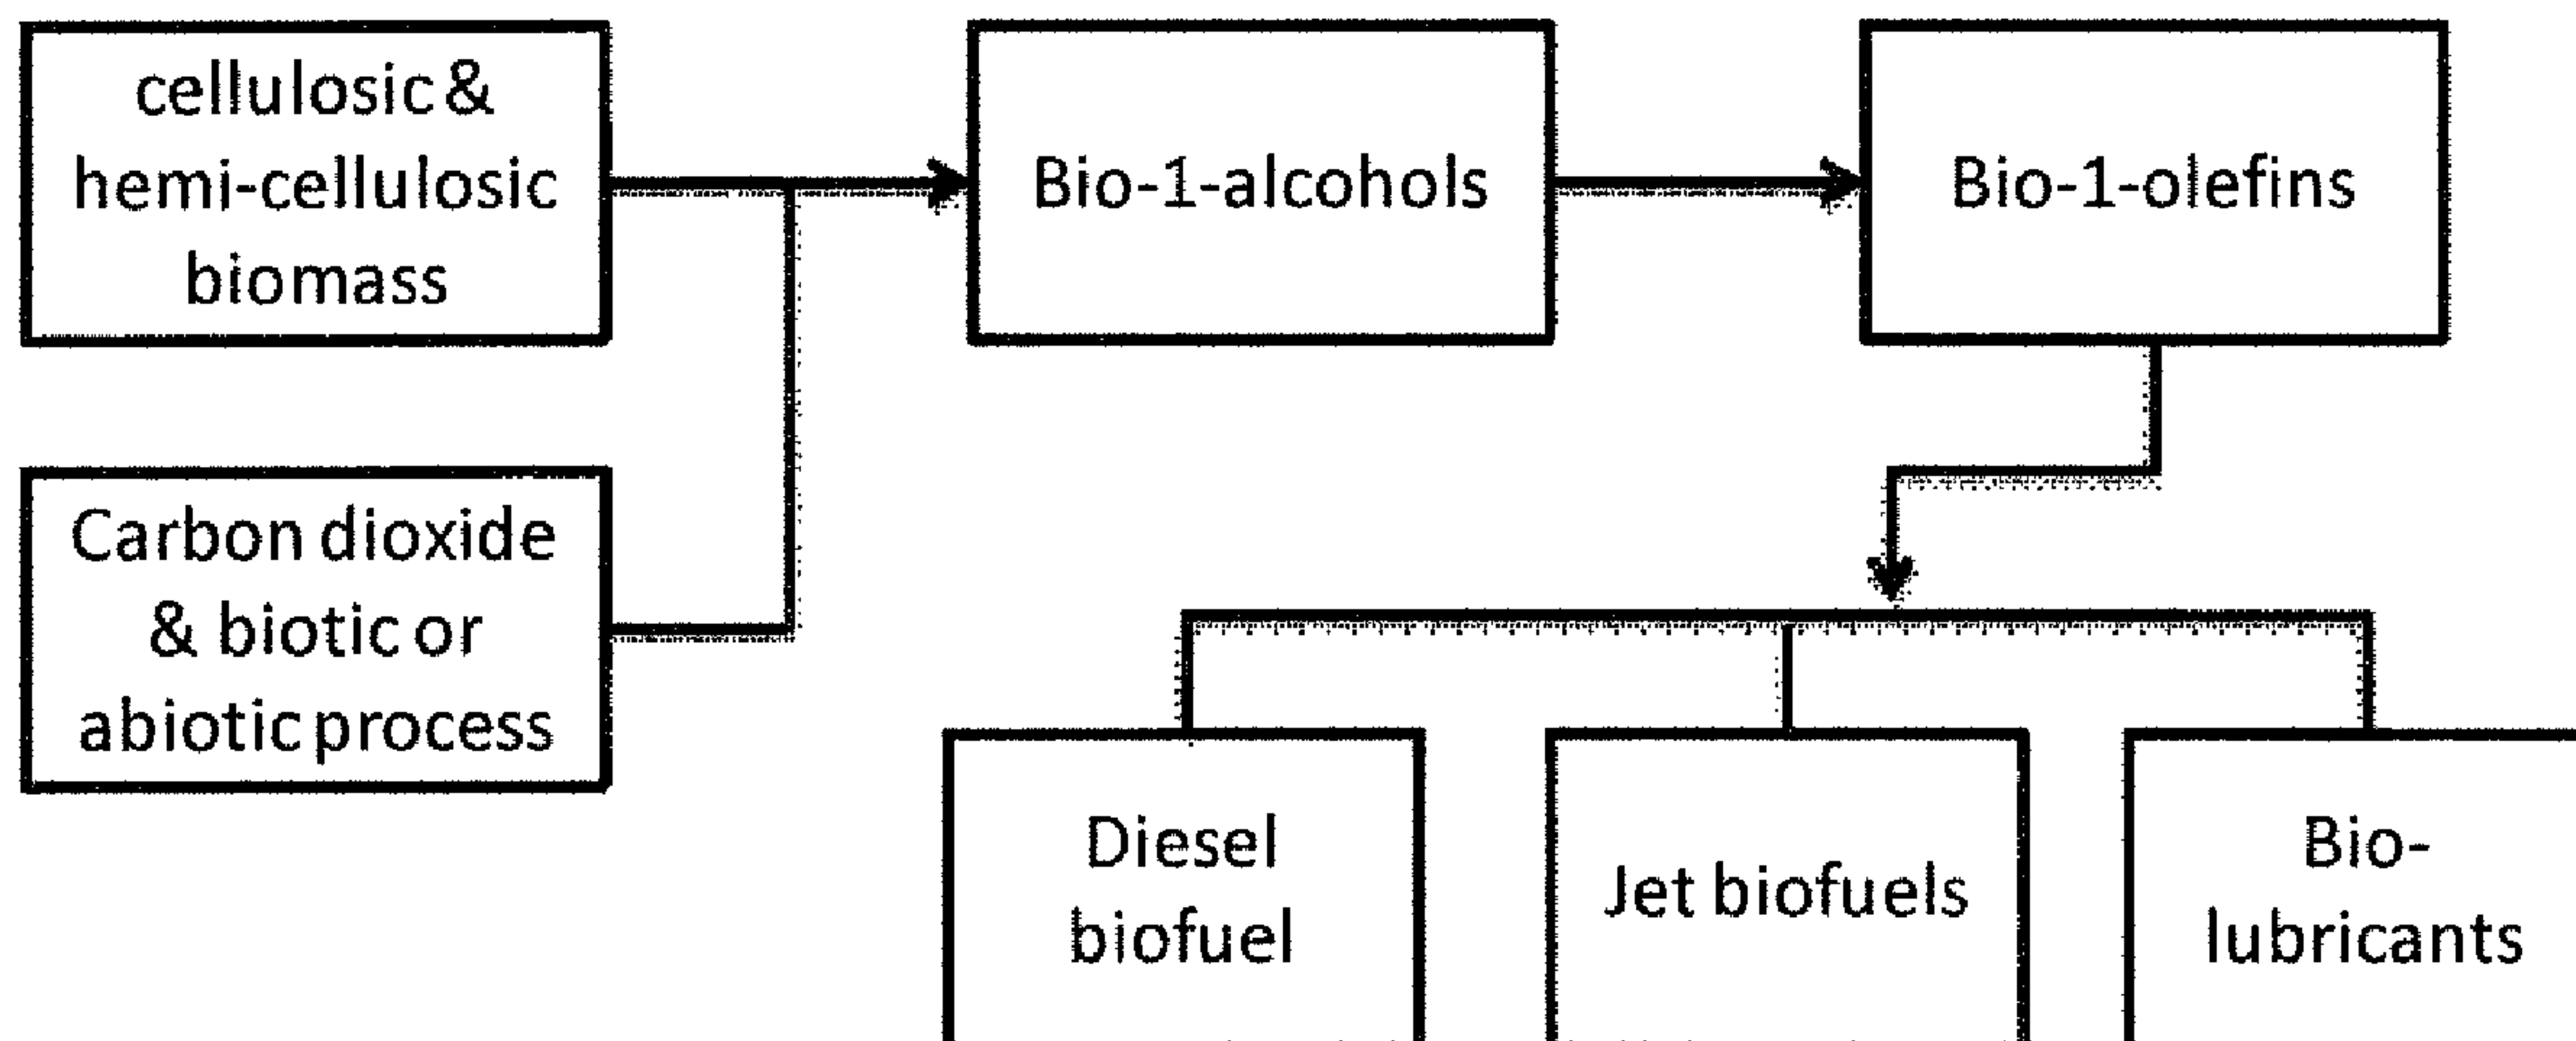 cellulosic &
hemi-cellulosic
biomass
Bio-1-alcohols
Bio-1-olefins
Carbon dioxide
& biotic or
abiotic process
Diesel
biofuel
Jet biofuels
Bio-
lubricants